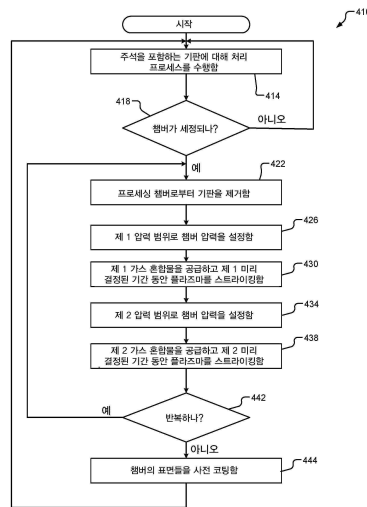 410
시작
주석을 포함하는 기판에 대해 처리
프로세스를 수행함
414
418
챔버가 세정되나?
아니오
예
422
프로세싱 챔버로부터 기판을 제거함
426
제 1 압력 범위로 챔버 압력을 설정함
제 1 가스 혼합물을 공급하고 제 1 미리
결정된 기간 동안 플라즈마를 스트라이킹함
430
434
제 2 압력 범위로 챔버 압력을 설정함
438
제 2 가스 혼합물을 공급하고 제 2 미리
결정된 기간 동안 플라즈마를 스트라이킹함
예
442
반복하나?
아니오
챔버의 표면들을 사전 코팅함
444